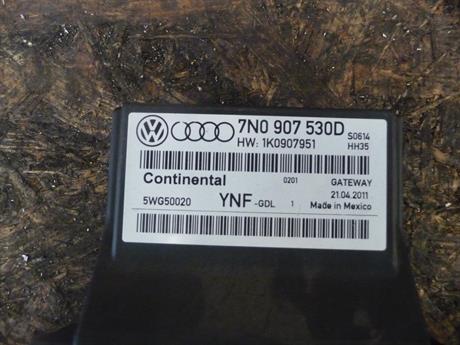 7N0 907 530D S0614
HW: 1K0907951 HH35
Continental 0201 GATEWAY
5WG50020 YNF -GDL 1 21.04.2011
Made in Mexico